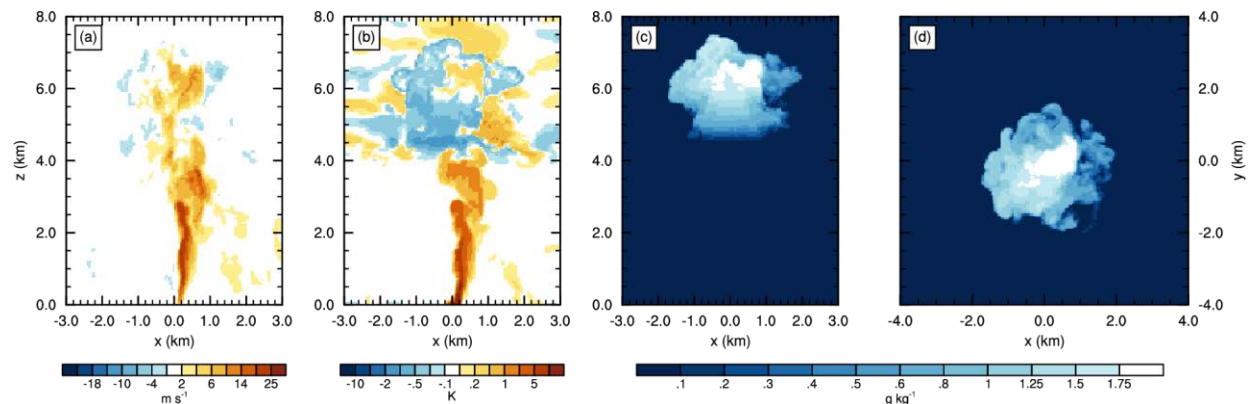 8.0 (a) 8.0 (b) 8.0 (c) (d) 4.0
6.0 6.0 6.0 2.0
z (km) 4.0 4.0 4.0 0.0 y (km)
2.0 2.0 2.0 -2.0
0.0 0.0 0.0 -4.0
-3.0 -2.0 -1.0 0.0 1.0 2.0 3.0 -3.0 -2.0 -1.0 0.0 1.0 2.0 3.0 -3.0 -2.0 -1.0 0.0 1.0 2.0 3.0 -4.0 -2.0 0.0 2.0 4.0
x (km) x (km) x (km) x (km)
-18 -10 -4 2 6 14 25 -10 -2 -.5 -.1 .2 1 5 .1 .2 .3 .4 .5 .6 .8 1 1.25 1.5 1.75
m s⁻¹ K g kg⁻¹